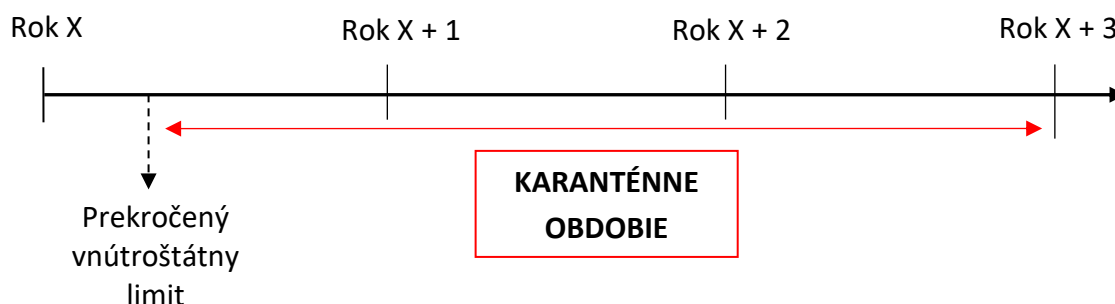 Rok X
Rok X + 1
Rok X + 2
Rok X + 3
KARANTÉNNE
OBDOBIE
Prekročený
vnútroštátny
limit